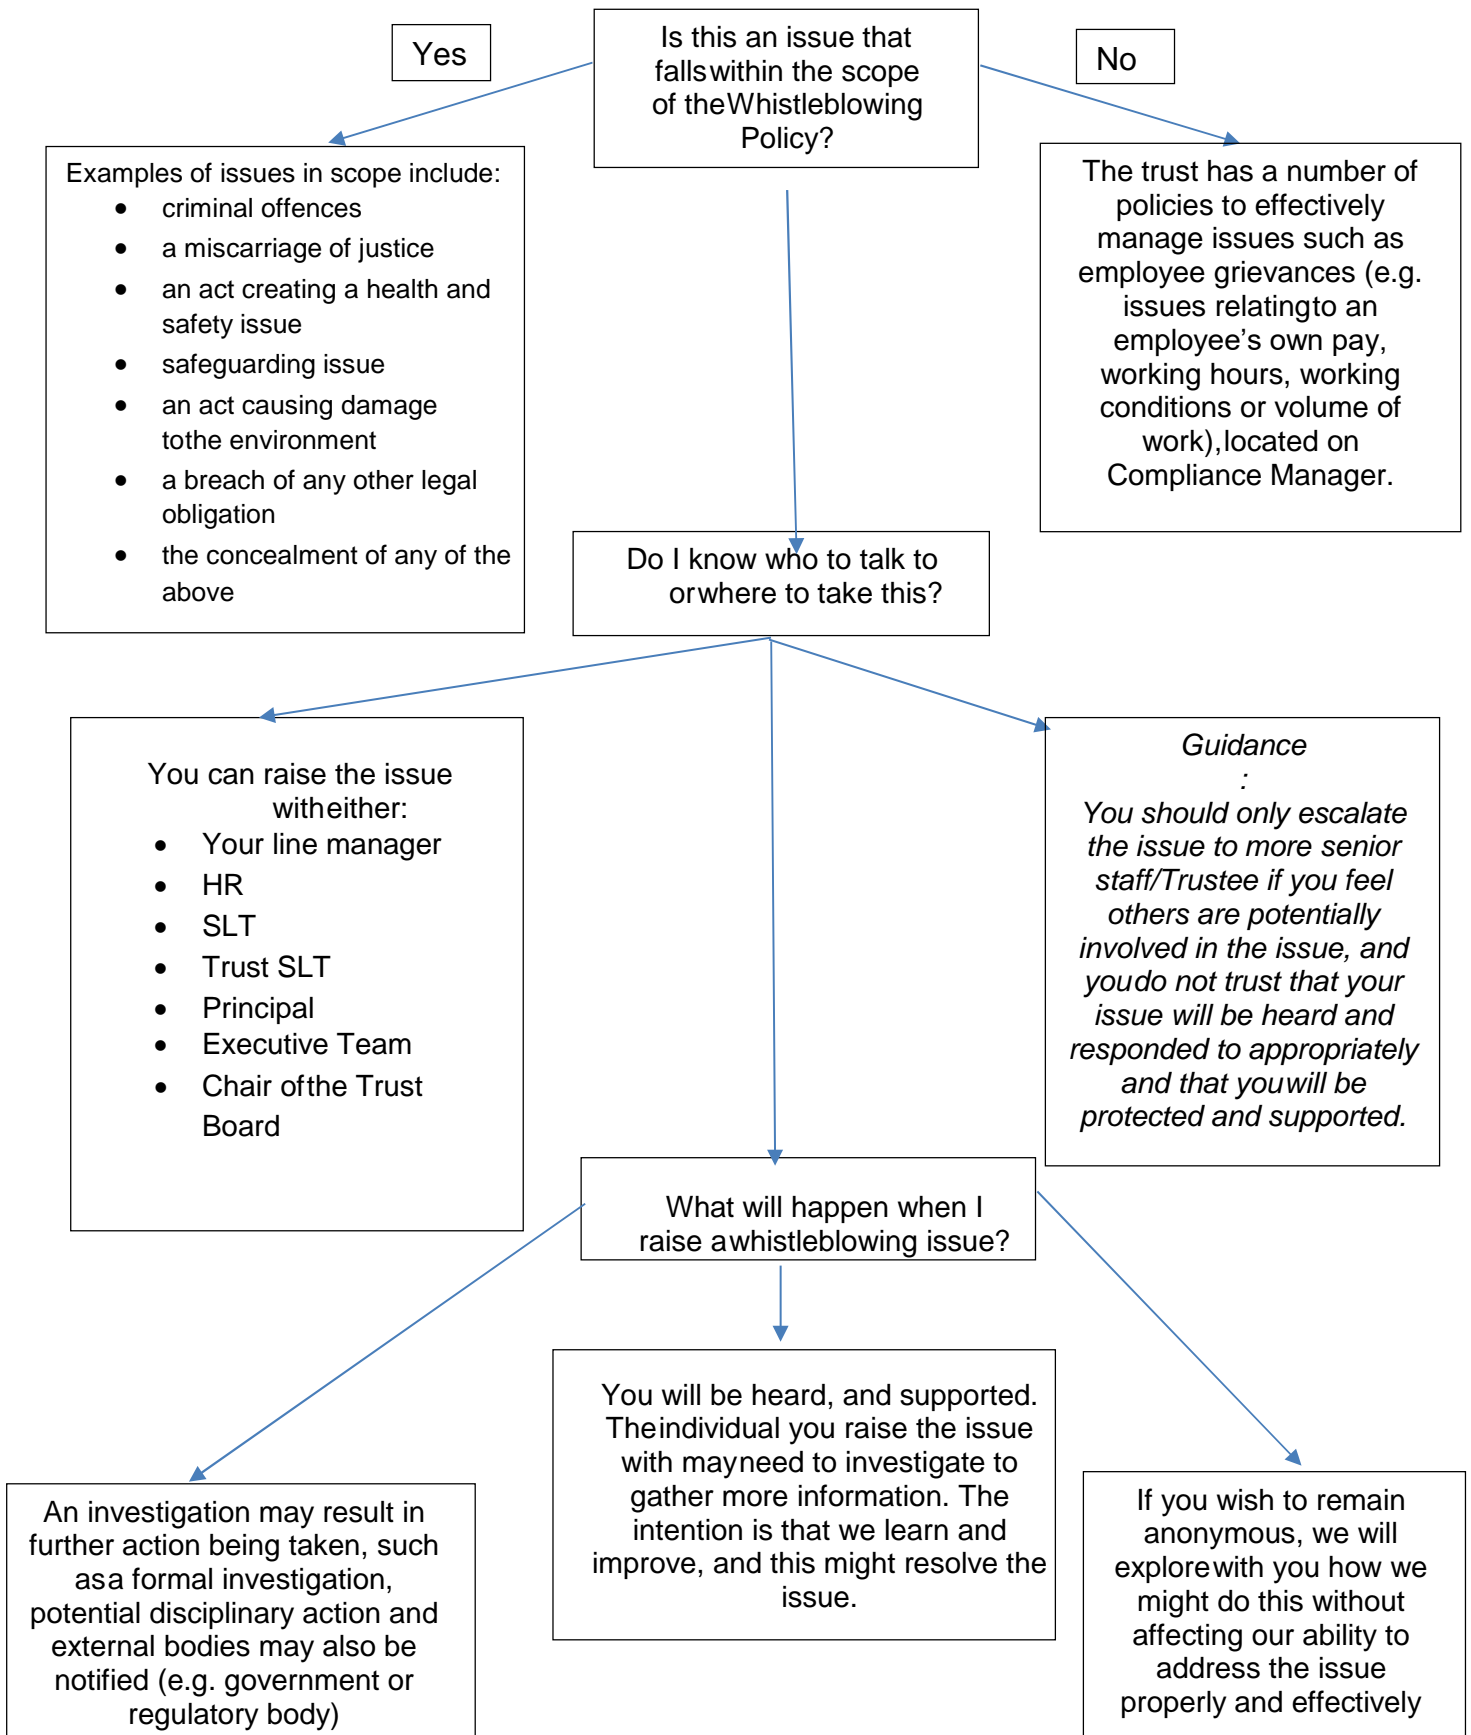 Yes
Is this an issue that
fallswithin the scope
of theWhistleblowing
Policy?
No
Examples of issues in scope include:
• criminal offences
• a miscarriage of justice
• an act creating a health and
safety issue
• safeguarding issue
• an act causing damage
tothe environment
• a breach of any other legal
obligation
• the concealment of any of the
above
The trust has a number of
policies to effectively
manage issues such as
employee grievances (e.g.
issues relatingto an
employee’s own pay,
working hours, working
conditions or volume of
work),located on
Compliance Manager.
Do I know who to talk to
orwhere to take this?
You can raise the issue
witheither:
• Your line manager
• HR
• SLT
• Trust SLT
• Principal
• Executive Team
• Chair ofthe Trust
Board
Guidance
:
You should only escalate
the issue to more senior
staff/Trustee if you feel
others are potentially
involved in the issue, and
youdo not trust that your
issue will be heard and
responded to appropriately
and that youwill be
protected and supported.
What will happen when I
raise awhistleblowing issue?
An investigation may result in
further action being taken, such
asa formal investigation,
potential disciplinary action and
external bodies may also be
notified (e.g. government or
regulatory body)
You will be heard, and supported.
Theindividual you raise the issue
with mayneed to investigate to
gather more information. The
intention is that we learn and
improve, and this might resolve the
issue.
If you wish to remain
anonymous, we will
explorewith you how we
might do this without
affecting our ability to
address the issue
properly and effectively